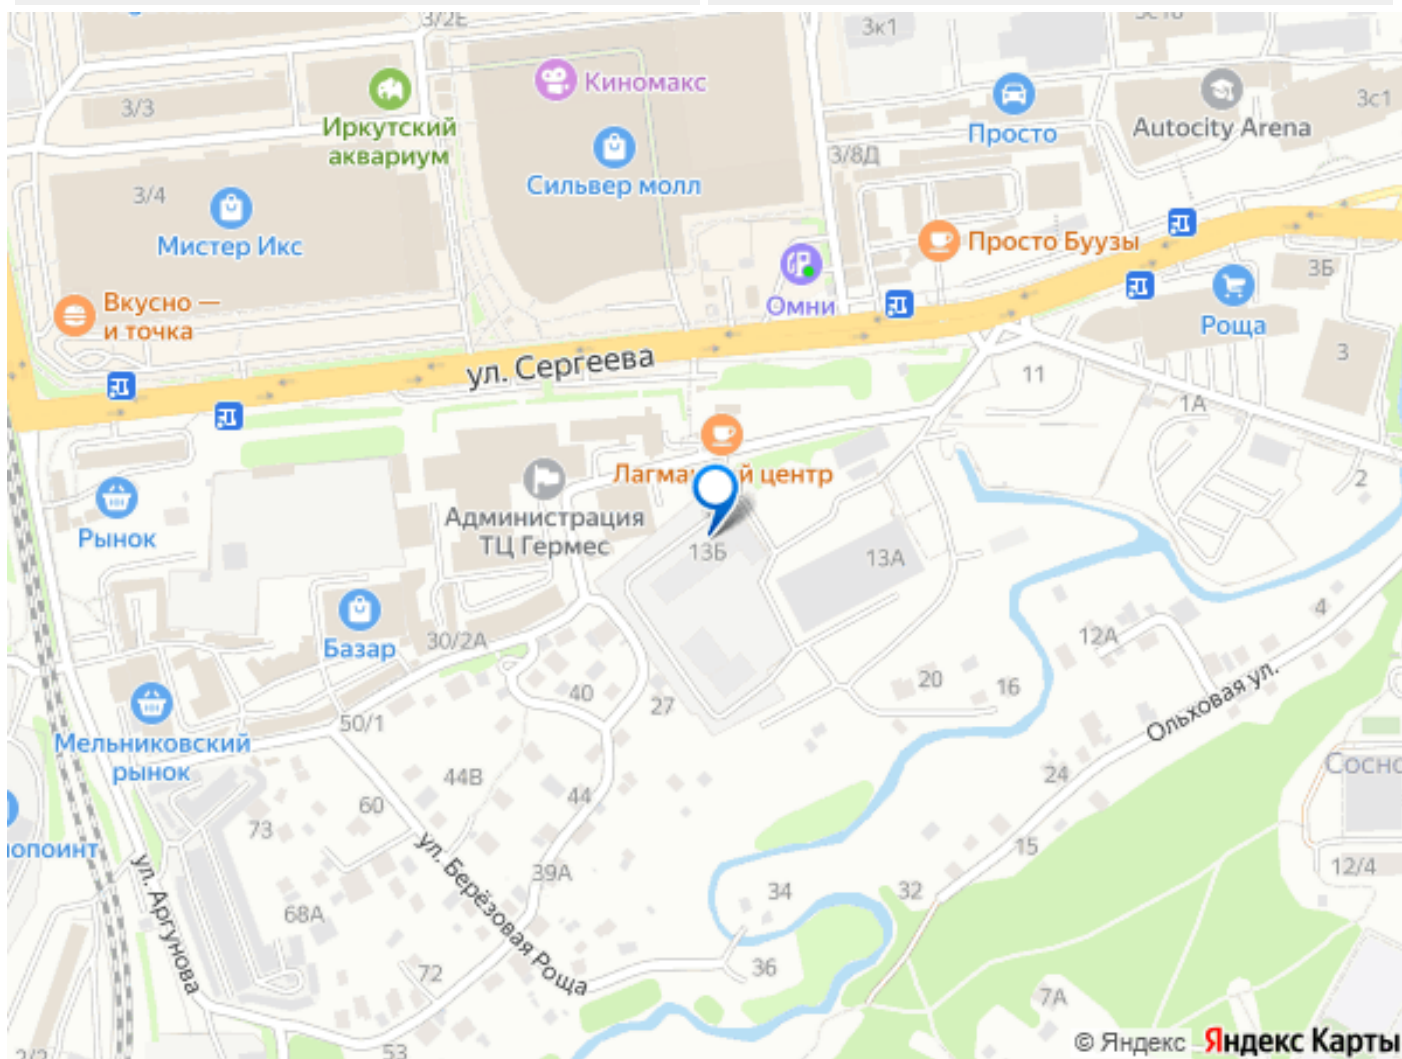 3/2Е
3к1
Киномакс
3/3
Иркутский
аквариум
Просто
Autocity Arena
3с1
3/8Д
Сильвер молл
3/4
Мистер Икс
Просто Буузы
Омни
3Б
Роща
Вкусно —
и точка
3
ул. Сергеева
11
1А
Лагма
й центр
2
Рынок
Администрация
ТЦ Гермес
13Б
13А
4
12А
Базар
30/2А
20
16
40
27
Ольховая ул.
50/1
Мельниковский
рынок
Сосно
44В
24
44
60
73
опоинт
15
39А
12/4
ул. Берёзовая Роща
34
32
ул. Аргунова
68А
36
72
7А
53
© Яндекс
Яндекс Карты